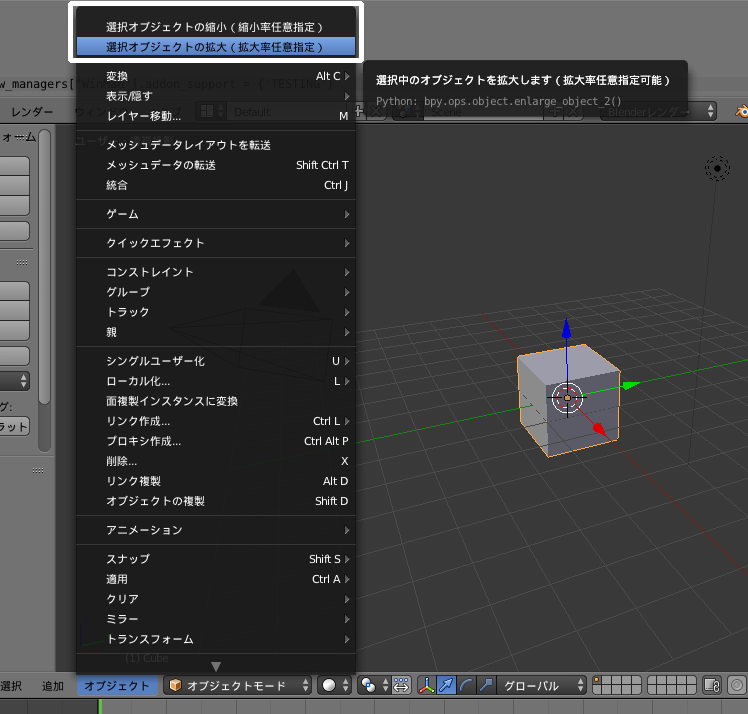 選択オブジェクトの縮小（縮小率任意指定）
選択オブジェクトの拡大（拡大率任意指定）
変換 Alt C
表示/隠す
レイヤー移動... M
メッシュデータレイアウトを転送
メッシュデータの転送 Shift Ctrl T
統合 Ctrl J
ゲーム
クイックエフェクト
コンストレイント
グループ
トラック
親
シングルユーザー化 U
ローカル化... L
面複製インスタンスに変換
リンク作成... Ctrl L
プロキシ作成... Ctrl Alt P
削除... X
リンク複製 Alt D
オブジェクトの複製 Shift D
アニメーション
スナップ Shift S
適用 Ctrl A
クリア
ミラー
トランスフォーム
(1) Cube
選択中のオブジェクトを拡大します（拡大率任意指定可能）
Python: bpy.ops.object.enlarge_object_2()
w_managers["
レンダー
Default
Blenderレンダー
ォーム
グ:
ラット
選択 追加 オブジェクト オブジェクトモード グローバル